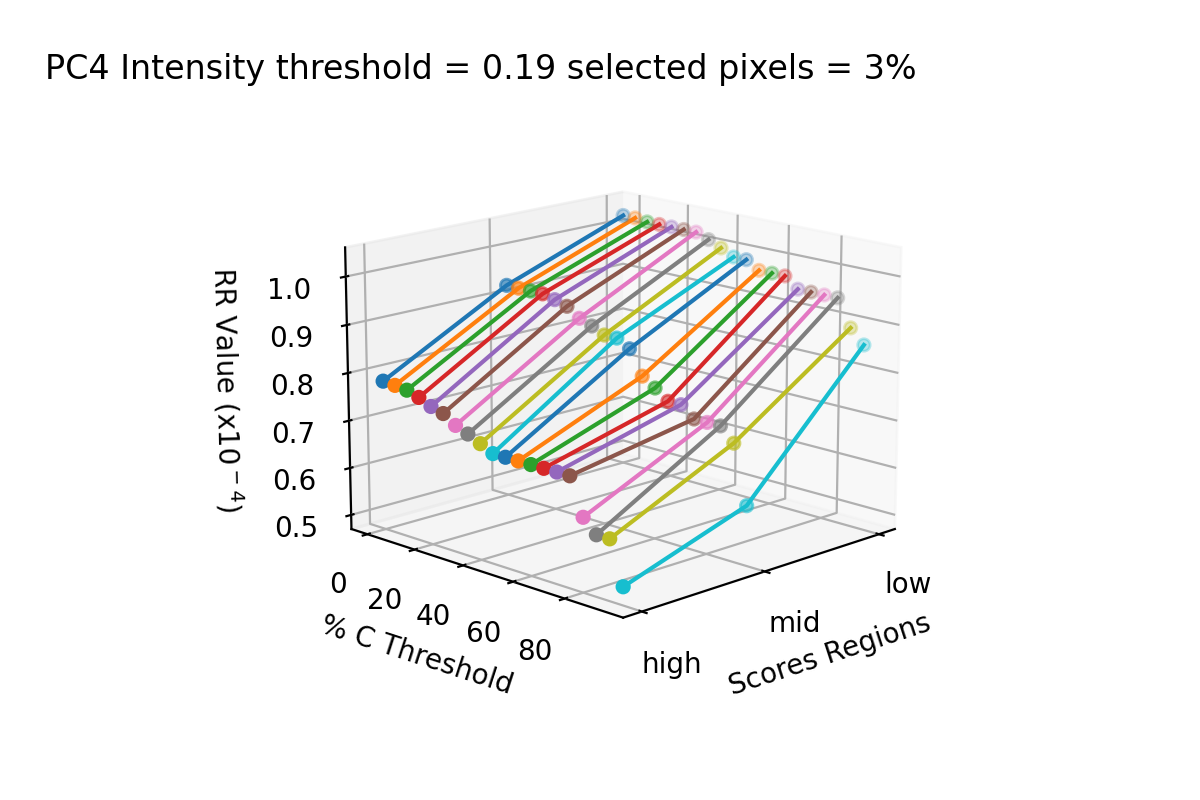 PC4 Intensity threshold = 0.19 selected pixels = 3%
RR Value (x10⁻⁴)
1.0
0.9
0.8
0.7
0.6
0.5
0
20
40
60
80
% C Threshold
high
mid
low
Scores Regions